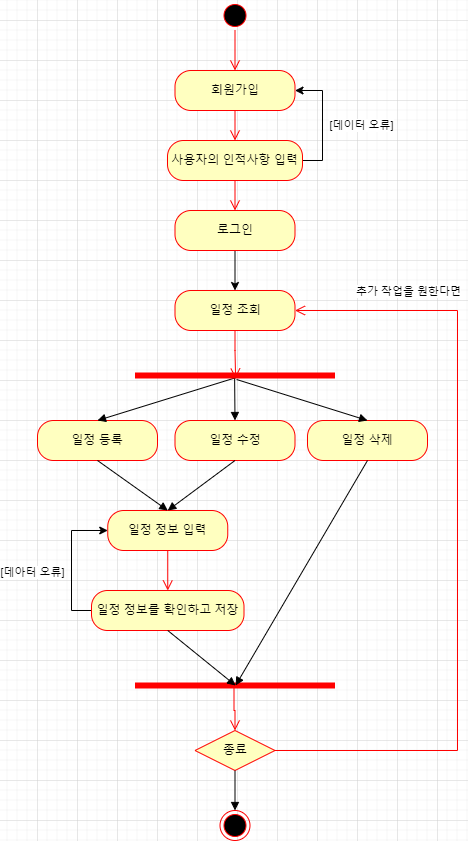 회원가입
[데이터 오류]
사용자의 인적사항 입력
로그인
추가 작업을 원한다면
일정 조회
일정 등록
일정 수정
일정 삭제
일정 정보 입력
[데아터 오류]
일정 정보를 확인하고 저장
종료